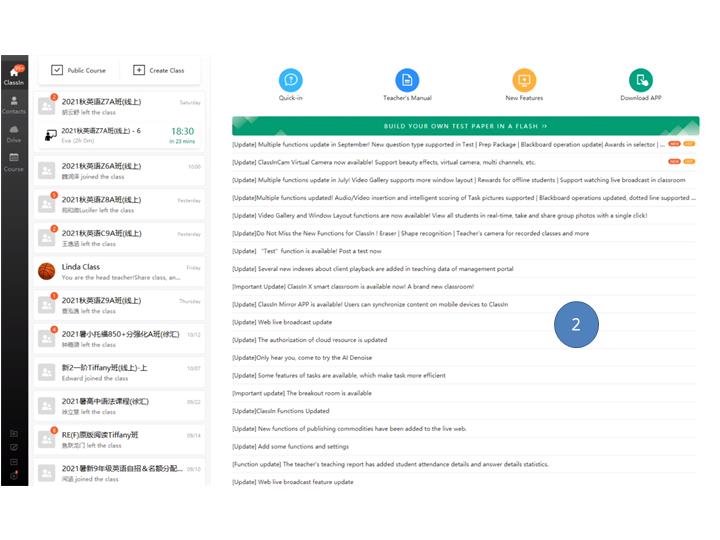 95+
ClassIn
Contacts
Drive
Course
Public Course
Create Class
2
2021秋英语Z7A班(线上)
Saturday
胡云舒 left the class
2021秋英语Z7A班(线上) - 6
18:30
Eva (2h 0m)
in 23 mins
2021秋英语Z6A班(线上)
10:00
魏润泽 joined the class
5
2021秋英语Z8A班(线上)
Yesterday
Lucifer left the class
2
2021秋英语C9A班(线上)
Yesterday
王逸涵 left the class
Linda Class
Friday
You are the head teacher!Share class, an...
1
2021秋英语Z9A班(线上)
Thursday
left the class
4
2021暑小托福850+分强化A班(徐汇)
10/12
left the class
新2一阶Tiffany班(线上)-上
10/07
Edward joined the class
2021暑高中语法课程(徐汇)
09/22
徐立慧 left the class
6
RE(F)原版阅读Tiffany班
09/14
鱼跃龙门 left the class
2021暑新9年级英语自招＆名额分配...
09/10
河涵 joined the class
Quick-in
Teacher's Manual
New Features
Download APP
BUILD YOUR OWN TEST PAPER IN A FLASH »
[Update] Multiple functions update in September! New question type supported in Test | Prep Package | Blackboard operation update| Awards in selector | ...
NEW HOT
[Update] ClassInCam Virtual Camera now available! Support beauty effects, virtual camera, multi channels, etc.
NEW HOT
[Update] Multiple functions update in July! Video Gallery supports more window layout | Rewards for offline students | Support watching live broadcast in classroom
[Update]Multiple functions updated! Audio/Video insertion and intelligent scoring of Task pictures supported | Blackboard operations updated, dotted line supported ...
[Update] Video Gallery and Window Layout functions are now available! View all students in real-time, take and share group photos with a single click!
[Update]Do Not Miss the New Functions for ClassIn ! Eraser | Shape recognition | Teacher's camera for recorded classes and more
[Update] “Test” function is available! Post a test now
[Update] Several new indexes about client playback are added in teaching data of management portal
[Important Update] ClassIn X smart classroom is available now! A brand new classroom!
[Update] ClassIn Mirror APP is available! Users can synchronize content on mobile devices to ClassIn
[Update] Web live broadcast update
2
[Update] The authorization of cloud resource is updated
[Update]Only hear you, come to try the AI Denoise
[Update] Some features of tasks are available, which make task more efficient
[Important update] The breakout room is available
[Update]ClassIn Functions Updated
[Update] New functions of publishing commodities have been added to the live web.
[Update] Add some functions and settings
[Function update] The teacher's teaching report has added student attendance details and answer details statistics.
[Update] Web live broadcast feature update